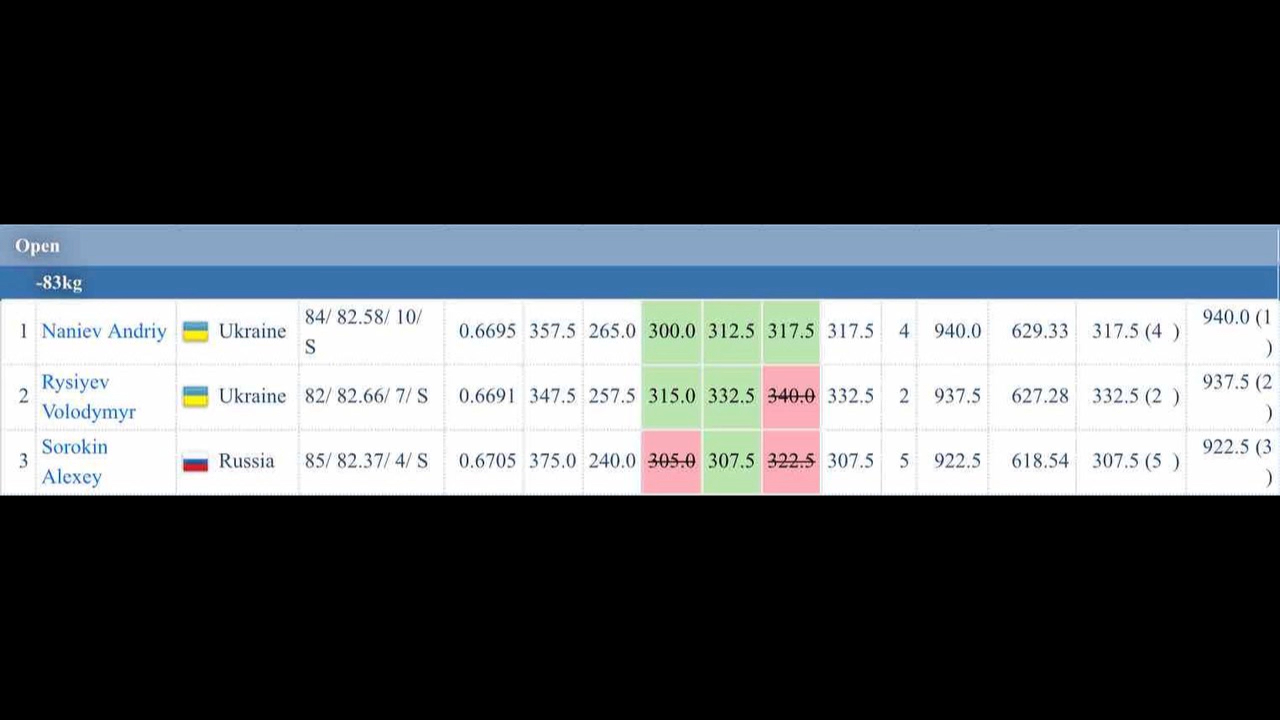 Open
-83kg
1 Naniev Andriy Ukraine 84/ 82.58/ 10/ S 0.6695 357.5 265.0 300.0 312.5 317.5 317.5 4 940.0 629.33 317.5 (4 ) 940.0 (1 )
2 Rysiyev Volodymyr Ukraine 82/ 82.66/ 7/ S 0.6691 347.5 257.5 315.0 332.5 340.0 332.5 2 937.5 627.28 332.5 (2 ) 937.5 (2 )
3 Sorokin Alexey Russia 85/ 82.37/ 4/ S 0.6705 375.0 240.0 305.0 307.5 322.5 307.5 5 922.5 618.54 307.5 (5 ) 922.5 (3 )